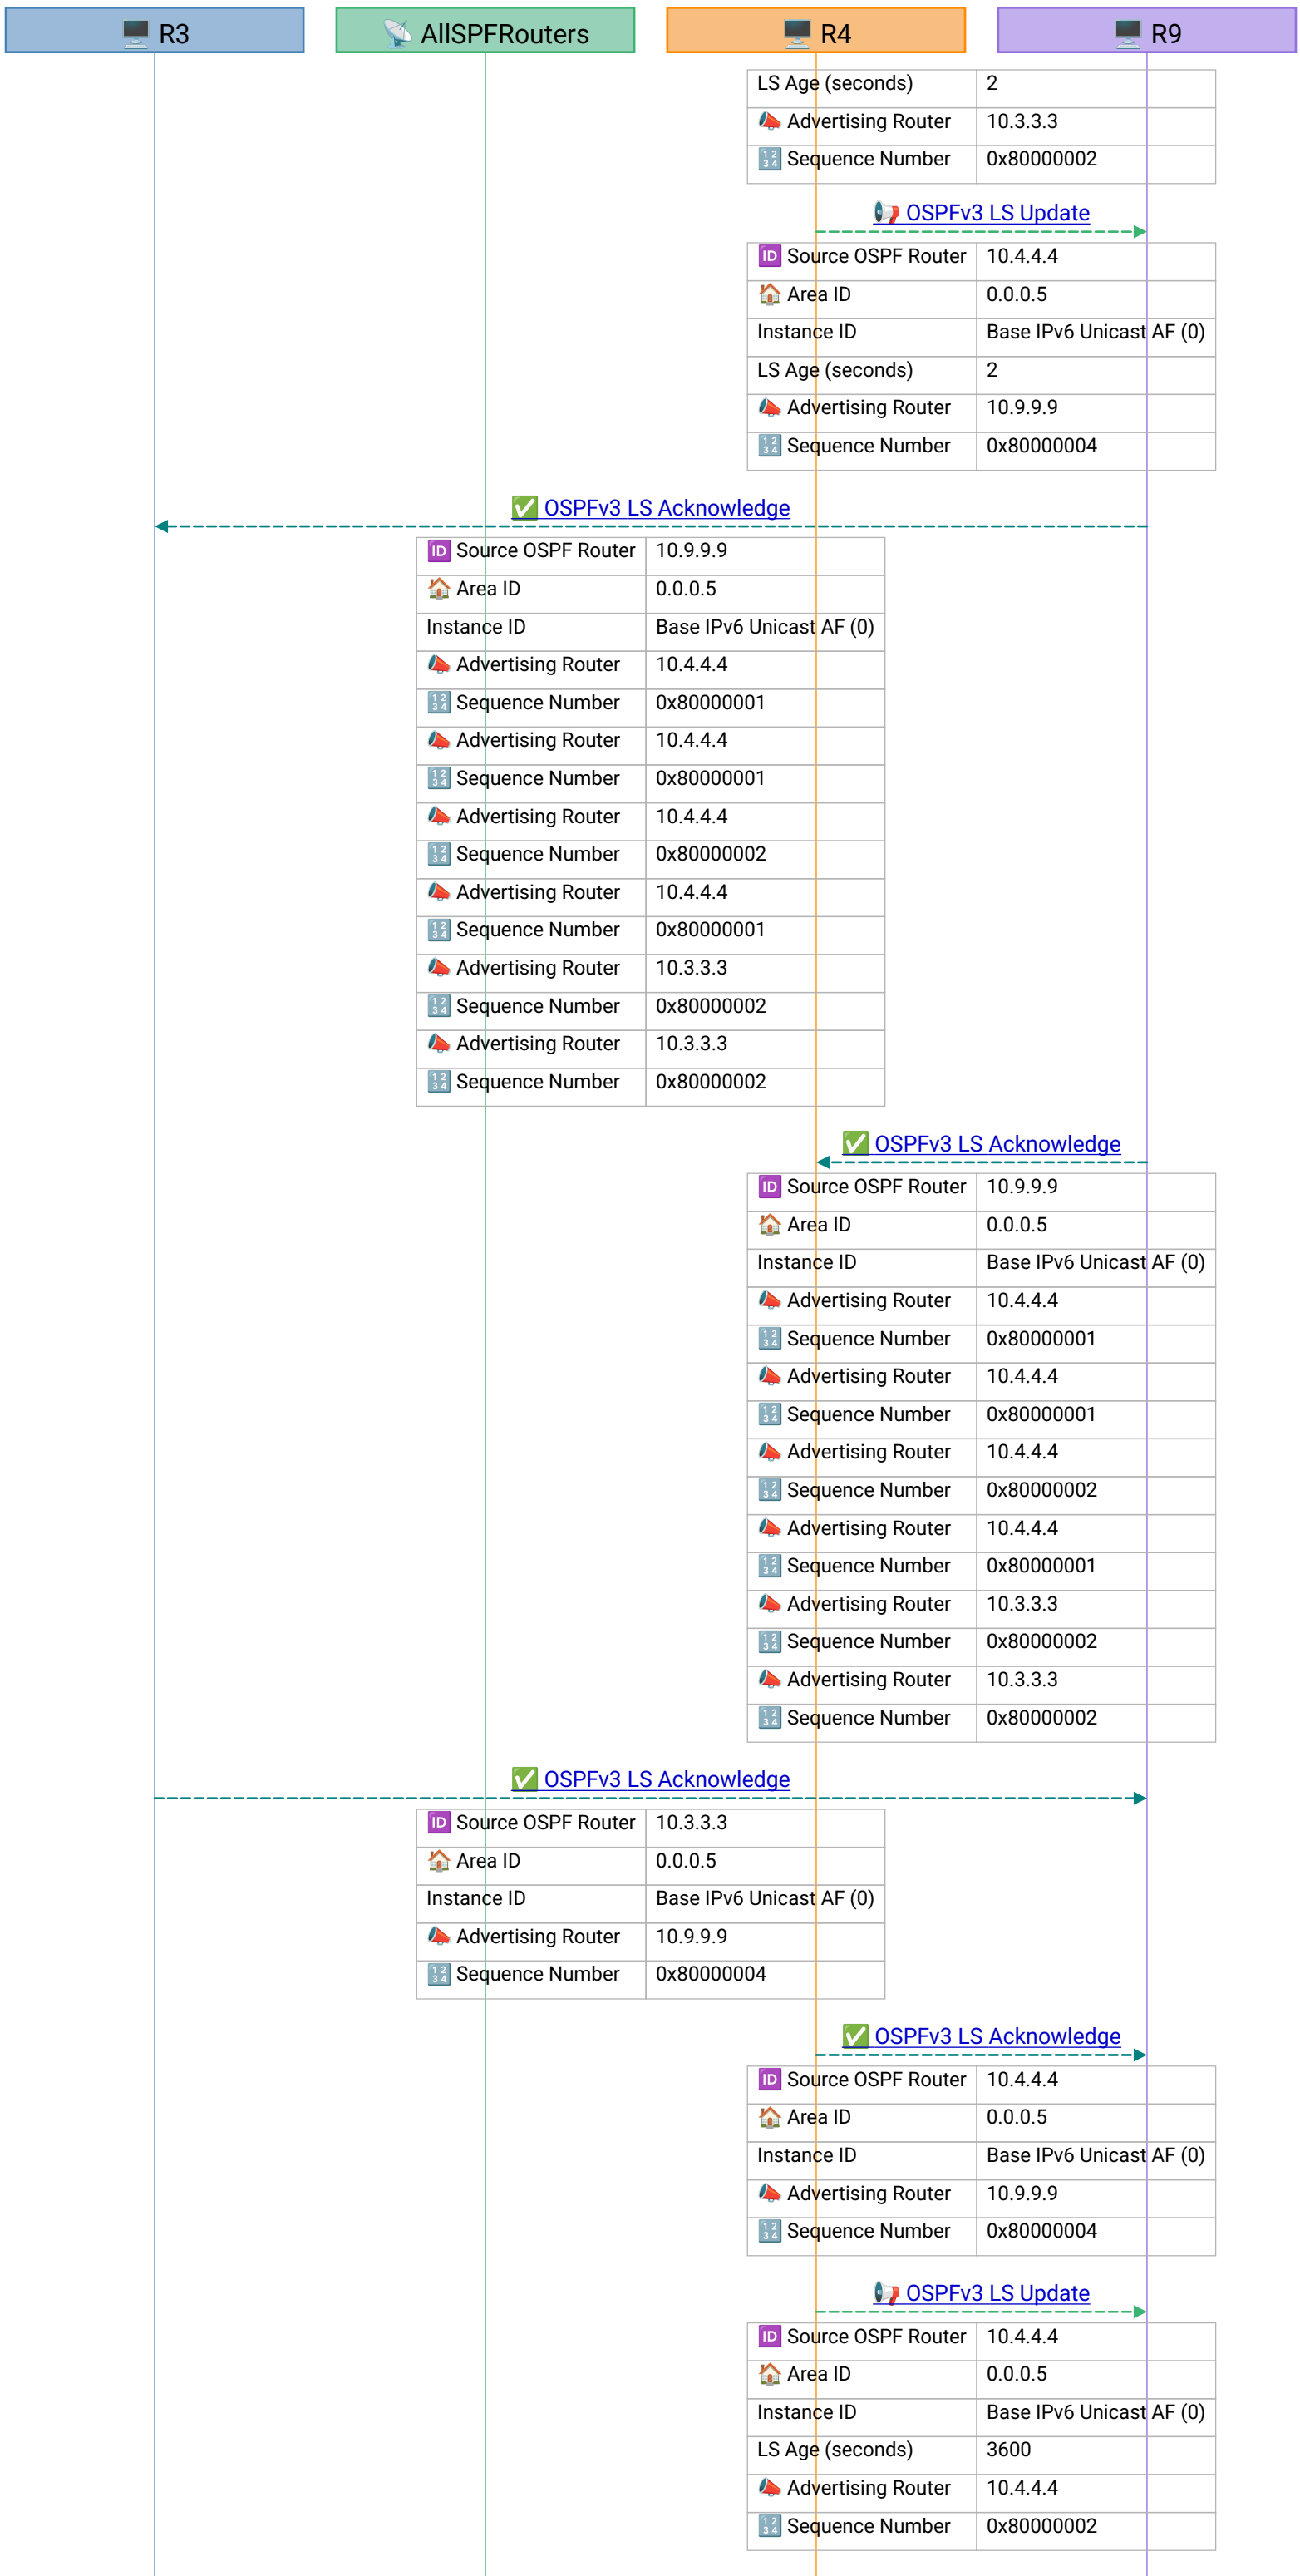 R3 AllSPFRouters R4 R9
LS Age (seconds) 2
Advertising Router 10.3.3.3
Sequence Number 0x80000002
OSPFv3 LS Update
Source OSPF Router 10.4.4.4
Area ID 0.0.0.5
Instance ID Base IPv6 Unicast AF (0)
LS Age (seconds) 2
Advertising Router 10.9.9.9
Sequence Number 0x80000004
OSPFv3 LS Acknowledge
Source OSPF Router 10.9.9.9
Area ID 0.0.0.5
Instance ID Base IPv6 Unicast AF (0)
Advertising Router 10.4.4.4
Sequence Number 0x80000001
Advertising Router 10.4.4.4
Sequence Number 0x80000001
Advertising Router 10.4.4.4
Sequence Number 0x80000002
Advertising Router 10.4.4.4
Sequence Number 0x80000001
Advertising Router 10.3.3.3
Sequence Number 0x80000002
Advertising Router 10.3.3.3
Sequence Number 0x80000002
OSPFv3 LS Acknowledge
Source OSPF Router 10.9.9.9
Area ID 0.0.0.5
Instance ID Base IPv6 Unicast AF (0)
Advertising Router 10.4.4.4
Sequence Number 0x80000001
Advertising Router 10.4.4.4
Sequence Number 0x80000001
Advertising Router 10.4.4.4
Sequence Number 0x80000002
Advertising Router 10.4.4.4
Sequence Number 0x80000001
Advertising Router 10.3.3.3
Sequence Number 0x80000002
Advertising Router 10.3.3.3
Sequence Number 0x80000002
OSPFv3 LS Acknowledge
Source OSPF Router 10.3.3.3
Area ID 0.0.0.5
Instance ID Base IPv6 Unicast AF (0)
Advertising Router 10.9.9.9
Sequence Number 0x80000004
OSPFv3 LS Acknowledge
Source OSPF Router 10.4.4.4
Area ID 0.0.0.5
Instance ID Base IPv6 Unicast AF (0)
Advertising Router 10.9.9.9
Sequence Number 0x80000004
OSPFv3 LS Update
Source OSPF Router 10.4.4.4
Area ID 0.0.0.5
Instance ID Base IPv6 Unicast AF (0)
LS Age (seconds) 3600
Advertising Router 10.4.4.4
Sequence Number 0x80000002